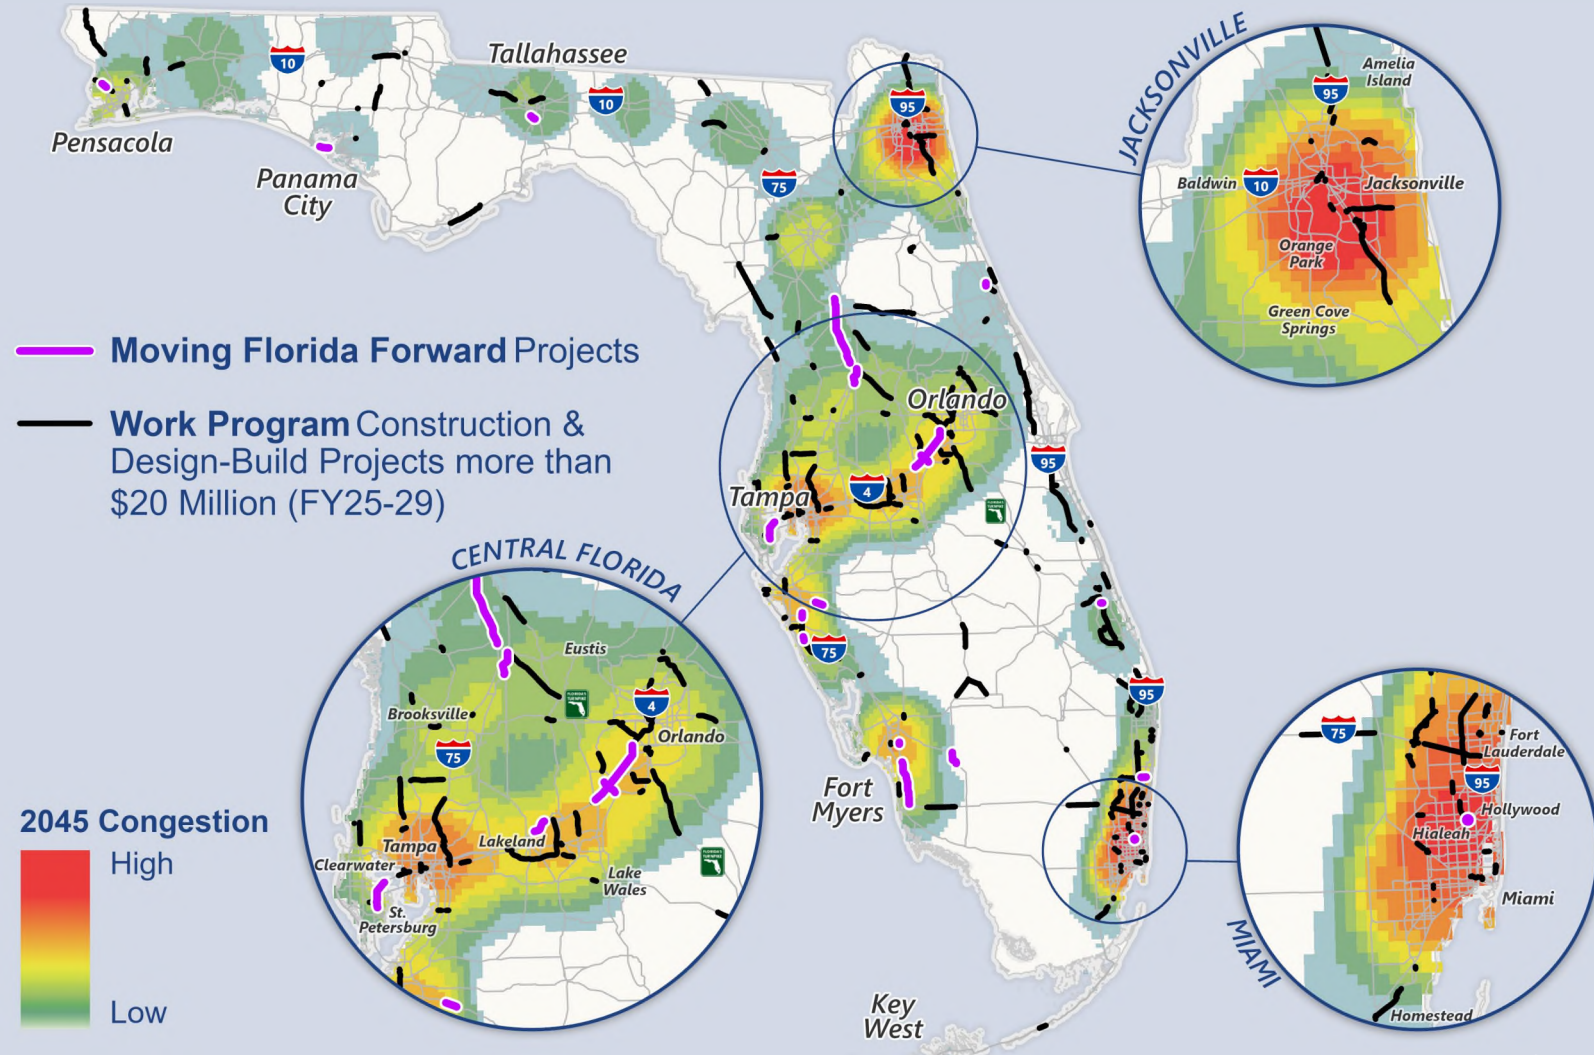 10
Tallahassee
10
95
Pensacola
Panama
City
75
JACKSONVILLE
Amelia
Island
95
Baldwin
10
Jacksonville
Orange
Park
Green Cove
Springs
Moving Florida Forward Projects
Work Program Construction &
Design-Build Projects more than
$20 Million (FY25-29)
Orlando
95
4
Tampa
75
95
Fort
Myers
Key
West
CENTRAL FLORIDA
Eustis
4
Brooksville
75
Orlando
Tampa
Lakeland
Clearwater
Lake
Wales
St.
Petersburg
2045 Congestion
High
Low
MIAMI
75
Fort
Lauderdale
95
Hollywood
Hialeah
Miami
Homestead